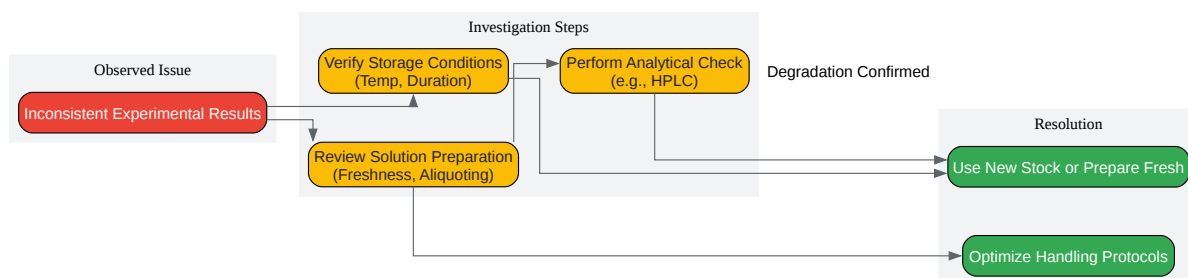 Observed Issue
Inconsistent Experimental Results
Investigation Steps
Verify Storage Conditions
(Temp, Duration)
Perform Analytical Check
(e.g., HPLC)
Review Solution Preparation
(Freshness, Aliquoting)
Degradation Confirmed
Resolution
Use New Stock or Prepare Fresh
Optimize Handling Protocols